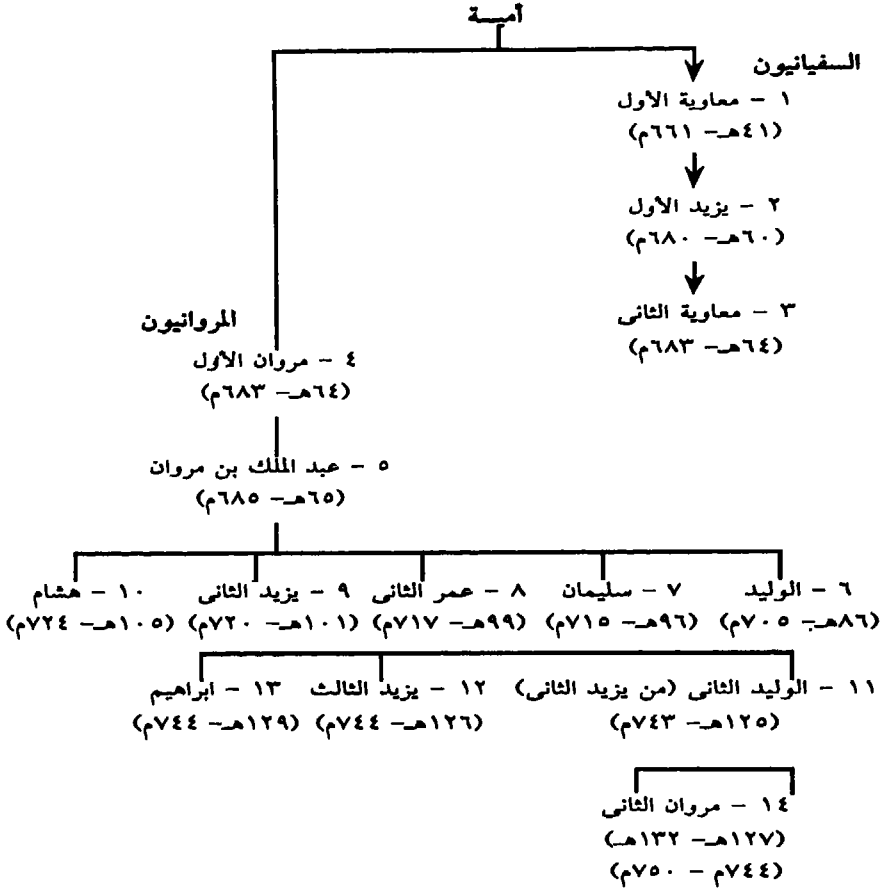 أميـــة
السفيانيون
١ - معاوية الأول
(٤١هـ- ٦٦١م)
٢ - يزيد الأول
(٦٠هـ- ٦٨٠م)
٣ - معاوية الثانى
(٦٤هـ- ٦٨٣م)
المروانيون
٤ - مروان الأول
(٦٤هـ- ٦٨٣م)
٥ - عبد الملك بن مروان
(٦٥هـ- ٦٨٥م)
٦ - الوليد ٧ - سليمان ٨ - عمر الثانى ٩ - يزيد الثانى ١٠ - هشام
(٨٦هـ- ٧٠٥م) (٩٦هـ- ٧١٥م) (٩٩هـ- ٧١٧م) (١٠١هـ- ٧٢٠م) (١٠٥هـ- ٧٢٤م)
١١ - الوليد الثانى (من يزيد الثانى) ١٢ - يزيد الثالث ١٣ - ابراهيم
(١٢٥هـ- ٧٤٣م) (١٢٦هـ- ٧٤٤م) (١٢٩هـ- ٧٤٤م)
١٤ - مروان الثانى
(١٢٧هـ- ١٣٢هـ)
(٧٤٤م - ٧٥٠م)